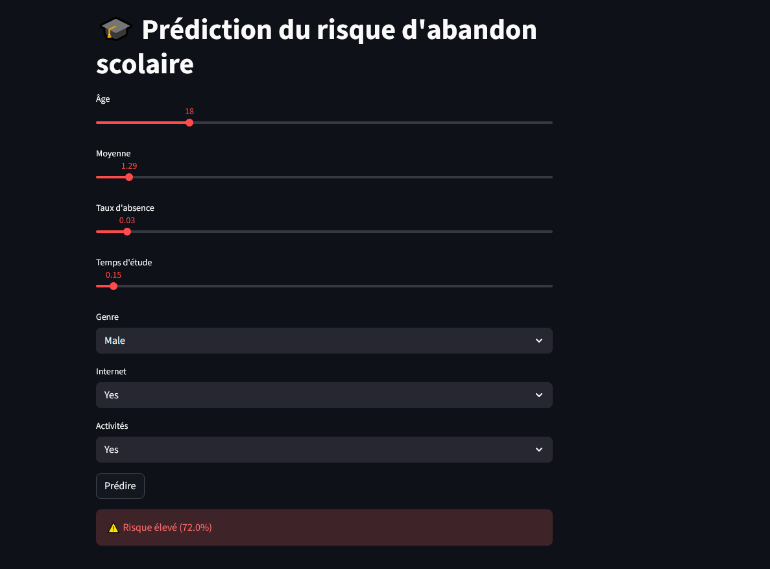 🎓 Prédiction du risque d'abandon
scolaire
Âge
18
Moyenne
1.29
Taux d'absence
0.03
Temps d'étude
0.15
Genre
Male
Internet
Yes
Activités
Yes
Prédire
⚠️ Risque élevé (72.0%)